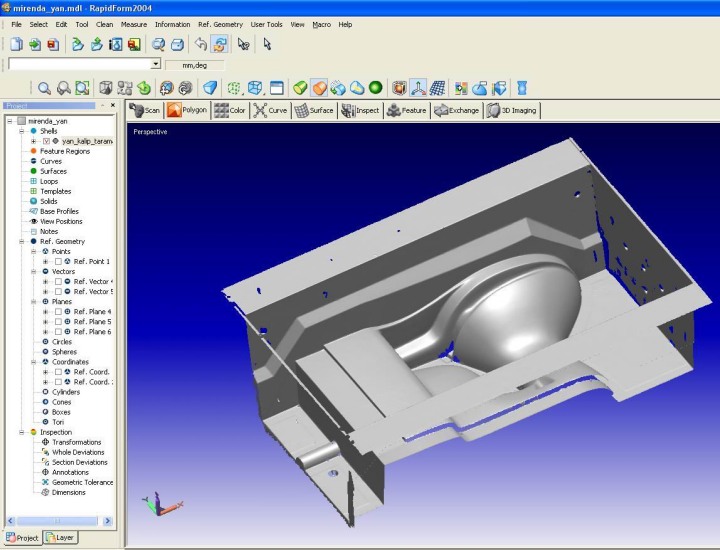 mirenda_yan.mdl - RapidForm2004
File Select Edit Tool Clean Measure Information Ref. Geometry User Tools View Macro Help
mm,deg
Project
Scan Polygon Color Curve Surface Inspect Feature Exchange 3D Imaging
Perspective
mirenda_yan
Shells
yan_kalip_taram
Feature Regions
Curves
Surfaces
Loops
Templates
Solids
Base Profiles
View Positions
Notes
Ref. Geometry
Points
Ref. Point 1
Vectors
Ref. Vector
Ref. Vector
Planes
Ref. Plane 4
Ref. Plane 5
Ref. Plane 6
Circles
Spheres
Coordinates
Ref. Coord.
Ref. Coord.
Cylinders
Cones
Boxes
Tori
Inspection
Transformations
Whole Deviations
Section Deviations
Annotations
Geometric Tolerance
Dimensions
Project Layer